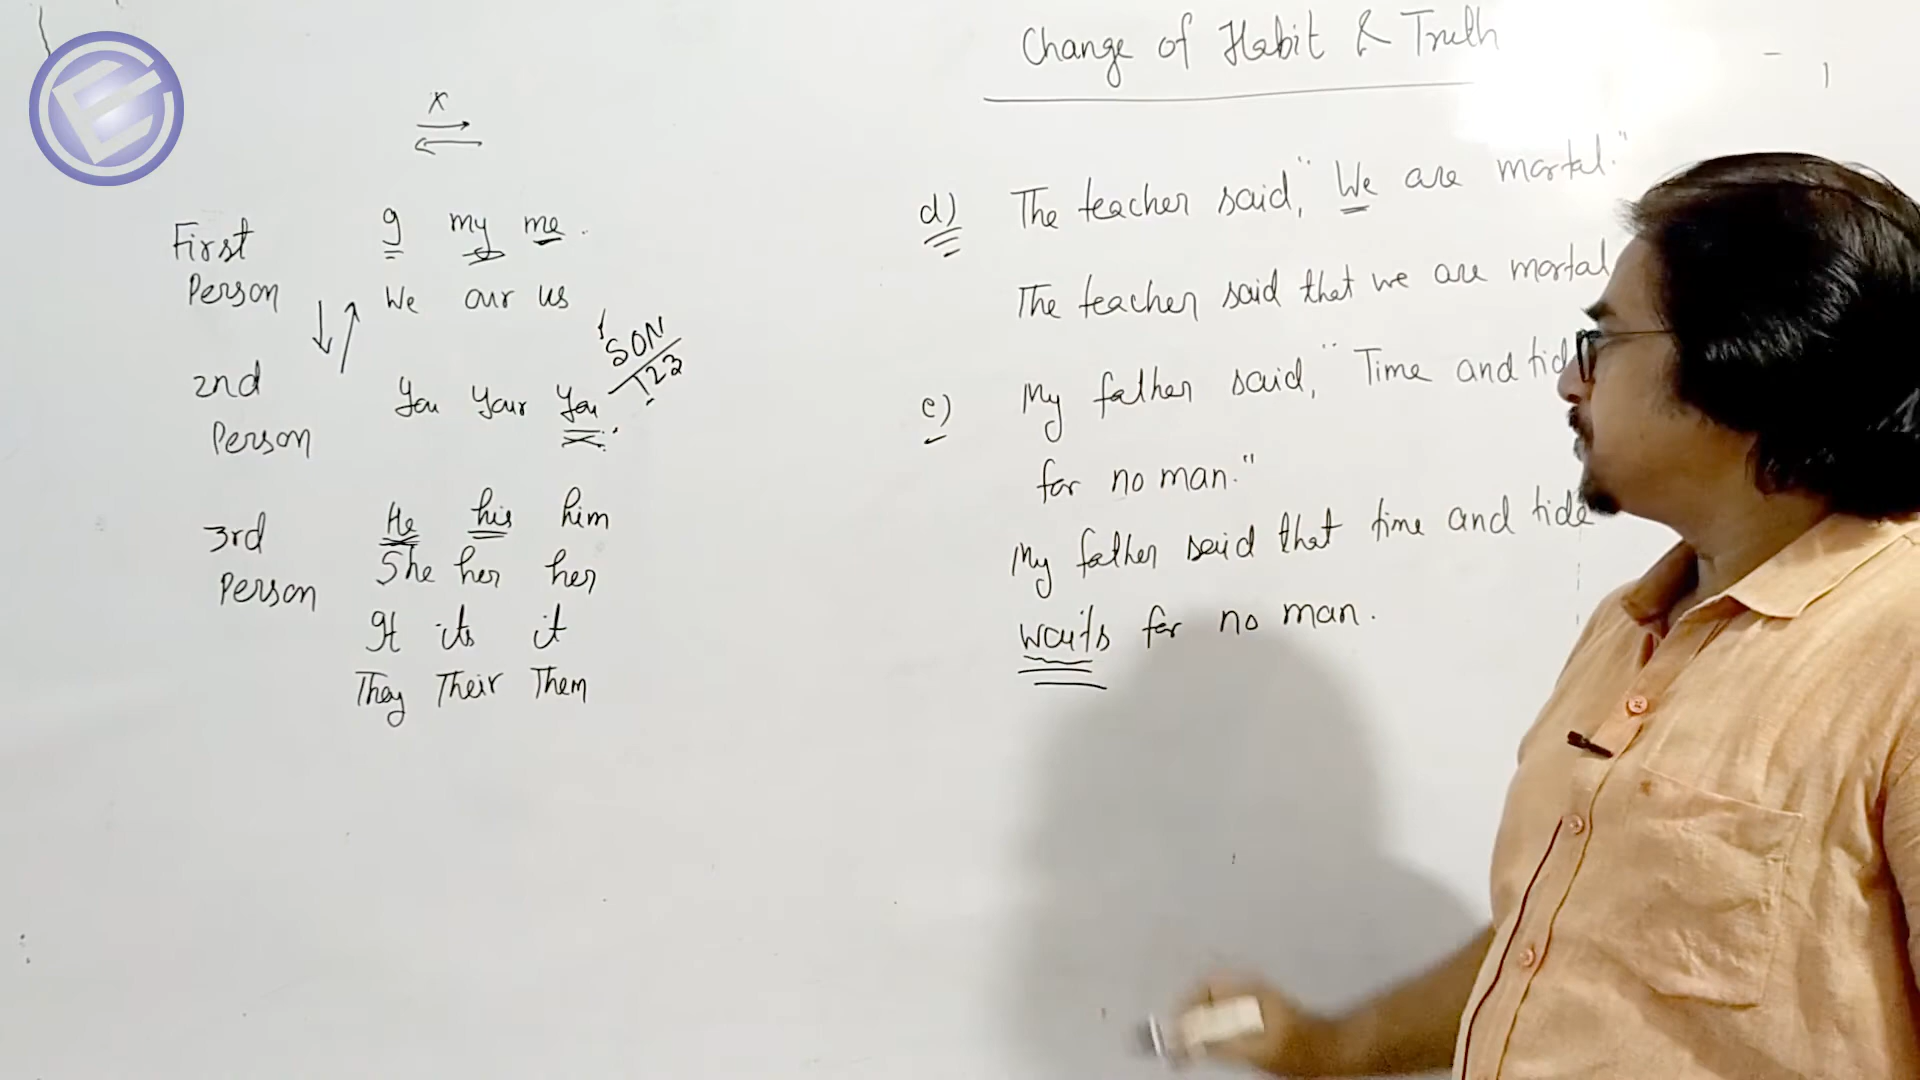 Change of Habit & Truth
x
First Person
I my me
We our us
SON
123
2nd Person
You Your You
3rd Person
He his him
She her her
It its it
They Their Them
d) The teacher said, "We are mortal."
The teacher said that we are mortal
e) My father said, "Time and tid
for no man."
My father said that time and tide
waits for no man.